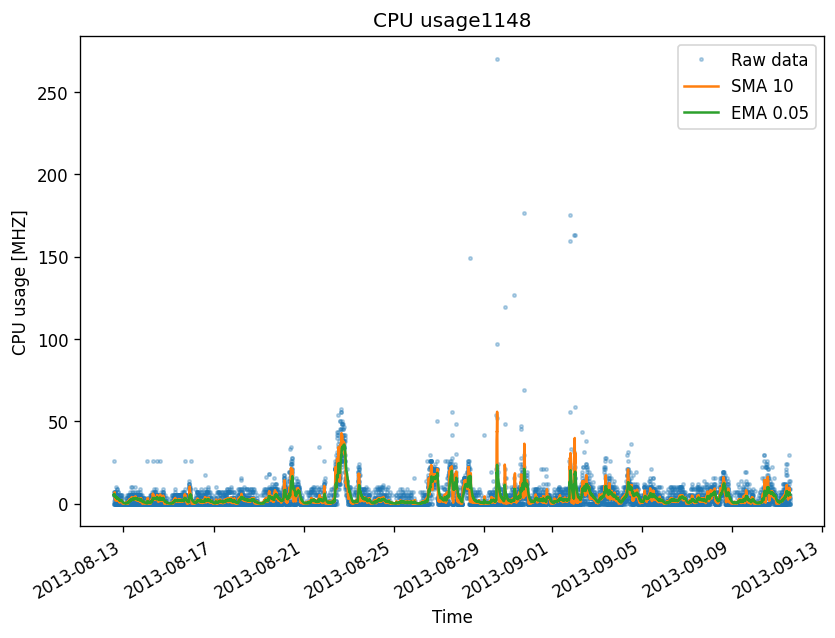 CPU usage1148
Raw data
SMA 10
EMA 0.05
CPU usage [MHZ]
250
200
150
100
50
0
2013-08-13
2013-08-17
2013-08-21
2013-08-25
2013-08-29
2013-09-01
2013-09-05
2013-09-09
2013-09-13
Time